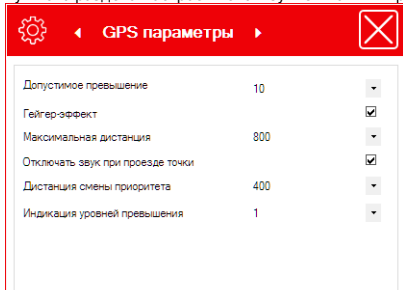 GPS параметры
Допустимое превышение 10
Гейгер-эффект
Максимальная дистанция 800
Отключать звук при проезде точки
Дистанция смены приоритета 400
Индикация уровней превышения 1